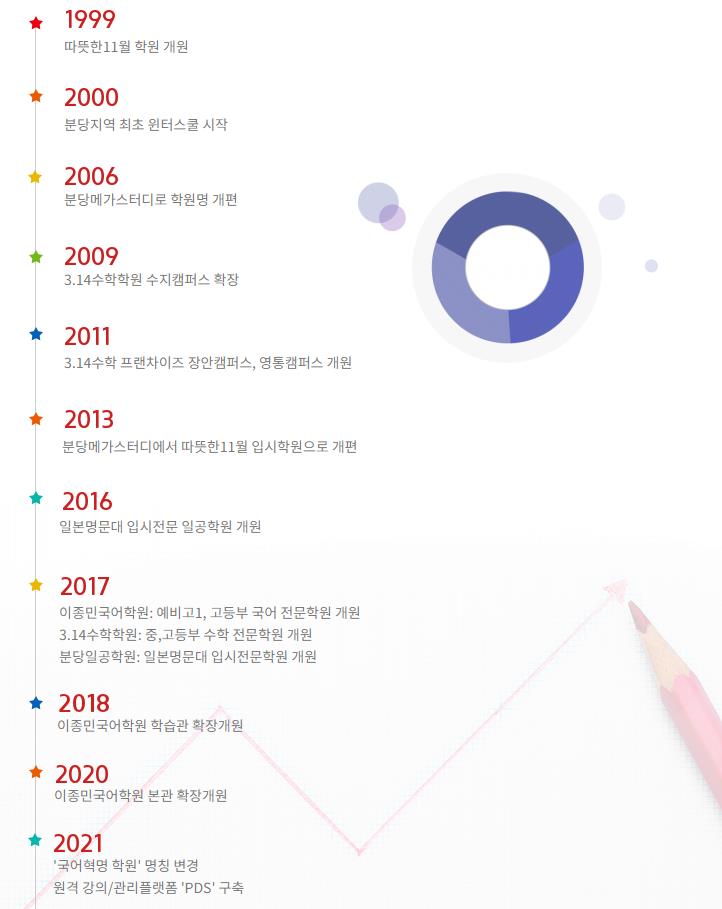 1999
따뜻한11월 학원 개원
2000
분당지역 최초 윈터스쿨 시작
2006
분당메가스터디로 학원명 개편
2009
3.14수학학원 수지캠퍼스 확장
2011
3.14수학 프랜차이즈 장안캠퍼스, 영통캠퍼스 개원
2013
분당메가스터디에서 따뜻한11월 입시학원으로 개편
2016
일본명문대 입시전문 일공학원 개원
2017
이종민국어학원: 예비고1, 고등부 국어 전문학원 개원
3.14수학학원: 중,고등부 수학 전문학원 개원
분당일공학원: 일본명문대 입시전문학원 개원
2018
이종민국어학원 학습관 확장개원
2020
이종민국어학원 본관 확장개원
2021
'국어혁명 학원' 명칭 변경
원격 강의/관리플랫폼 'PDS' 구축